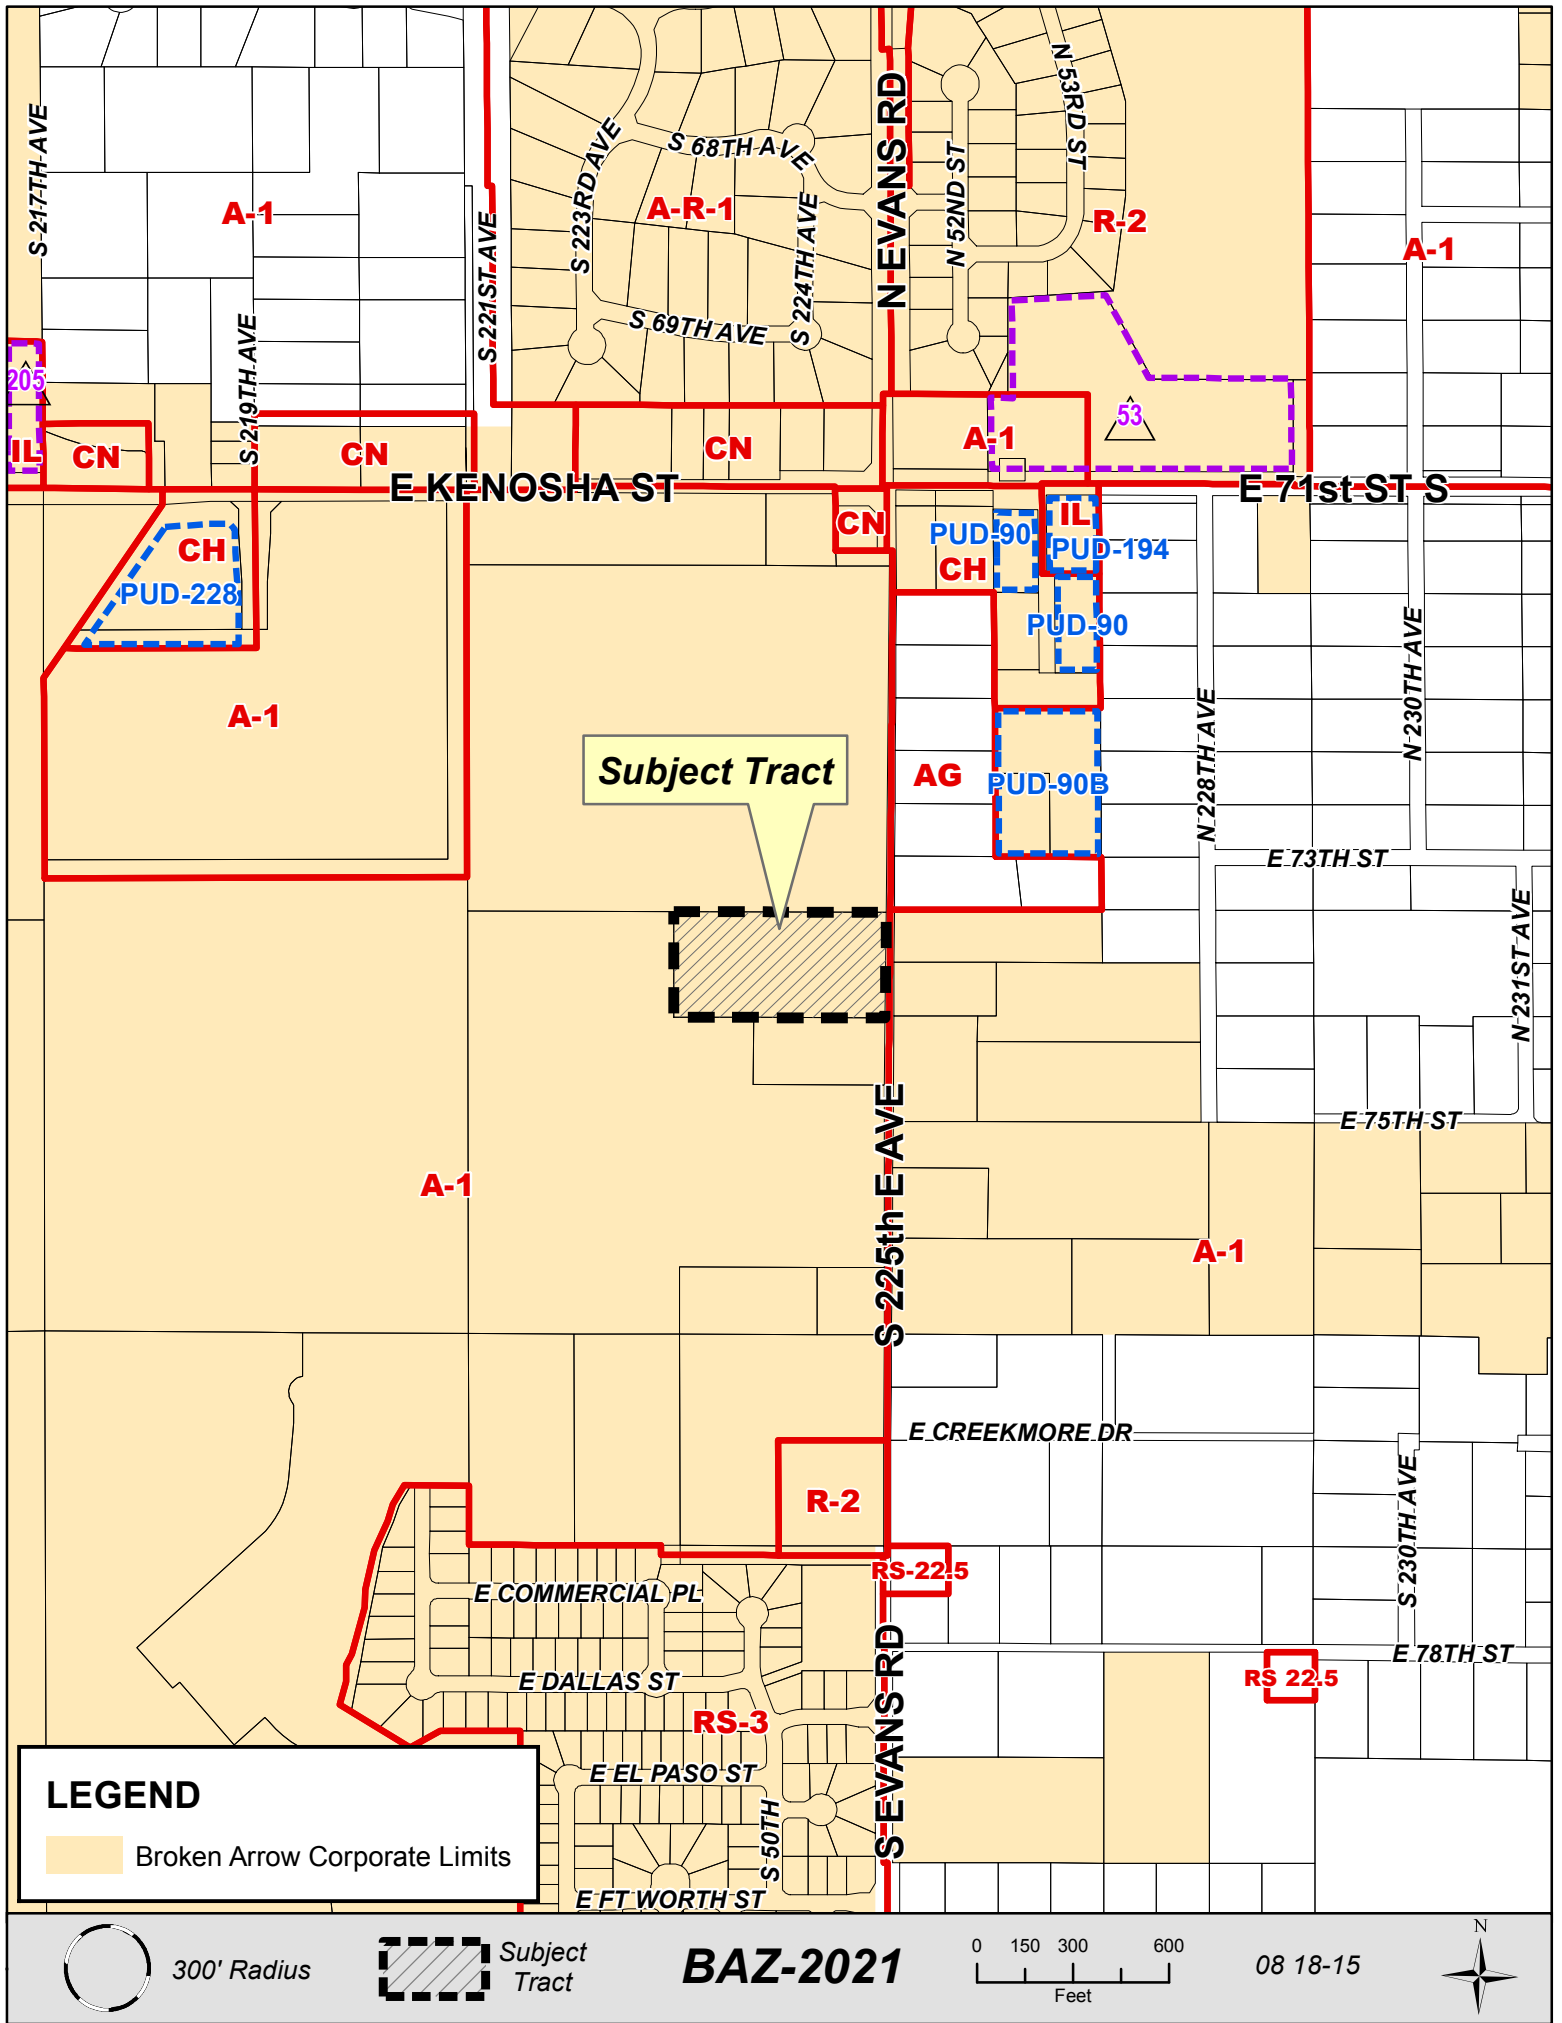 S 217TH AVE
A-1
S 219TH AVE
S 221ST AVE
S 223RD AVE
S 68TH AVE
A-R-1
S 224TH AVE
S 69TH AVE
N EVANS RD
N 52ND ST
N 53RD ST
R-2
A-1
205
IL
CN
CN
CN
A-1
53
E KENOSHA ST
E 71st ST S
CN
CH
PUD-228
PUD-90
IL
PUD-194
CH
PUD-90
A-1
Subject Tract
AG
PUD-90B
N 228TH AVE
N 230TH AVE
E 73TH ST
N 231ST AVE
E 75TH ST
S 225th E AVE
A-1
A-1
E CREEKMORE DR
R-2
S 230TH AVE
RS-22.5
E COMMERCIAL PL
E DALLAS ST
RS-3
S EVANS RD
E 78TH ST
RS 22.5
E EL PASO ST
S 50TH
E FT WORTH ST
LEGEND
Broken Arrow Corporate Limits
300' Radius
Subject
Tract
BAZ-2021
0 150 300 600
Feet
08 18-15
N